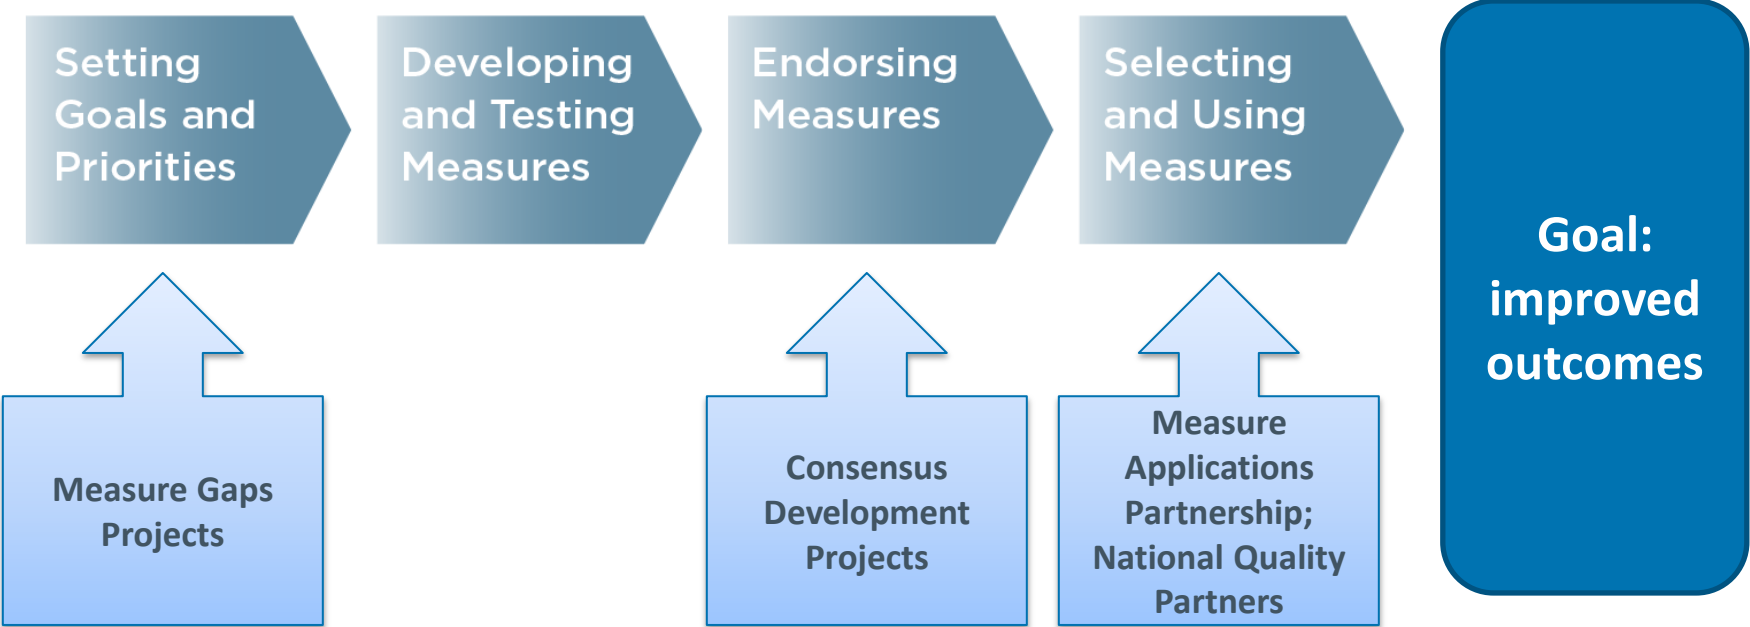 Setting
Goals and
Priorities
Developing
and Testing
Measures
Endorsing
Measures
Selecting
and Using
Measures
Goal:
improved
outcomes
Measure Gaps
Projects
Consensus
Development
Projects
Measure
Applications
Partnership;
National Quality
Partners